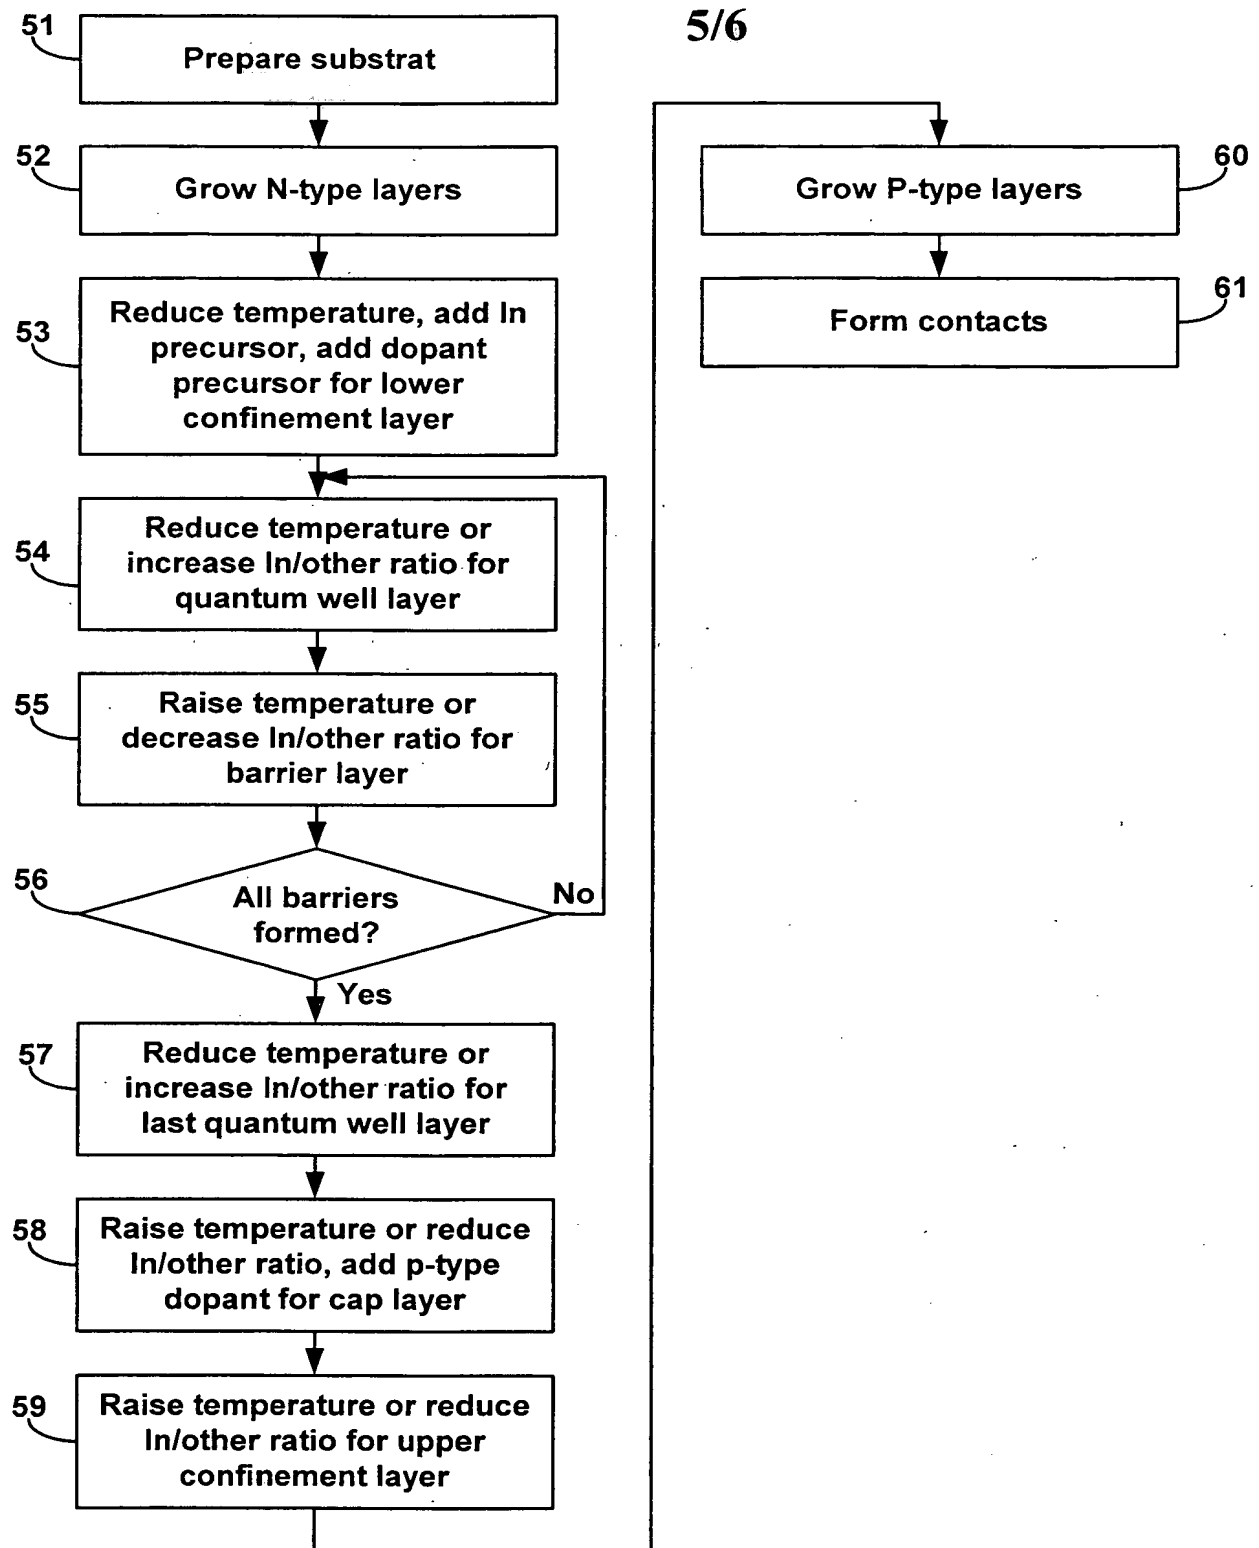 5/6
51
Prepare substrat
52
Grow N-type layers
53
Reduce temperature, add In
precursor, add dopant
precursor for lower
confinement layer
54
Reduce temperature or
increase In/other ratio for
quantum well layer
55
Raise temperature or
decrease In/other ratio for
barrier layer
56
All barriers
formed?
No
Yes
57
Reduce temperature or
increase In/other ratio for
last quantum well layer
58
Raise temperature or reduce
In/other ratio, add p-type
dopant for cap layer
59
Raise temperature or reduce
In/other ratio for upper
confinement layer
60
Grow P-type layers
61
Form contacts